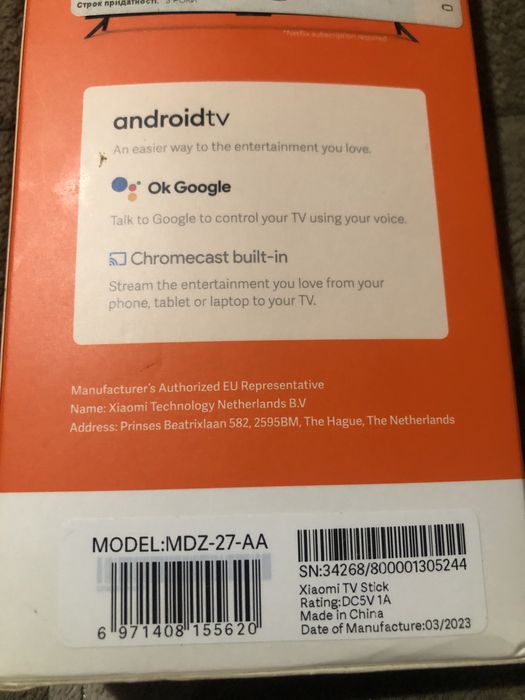 Строк придатності: 3 роки
*Netflix subscription required
androidtv
An easier way to the entertainment you love.
Ok Google
Talk to Google to control your TV using your voice.
Chromecast built-in
Stream the entertainment you love from your
phone, tablet or laptop to your TV.
Manufacturer's Authorized EU Representative
Name: Xiaomi Technology Netherlands B.V
Address: Prinses Beatrixlaan 582, 2595BM, The Hague, The Netherlands
MODEL:MDZ-27-AA
6 971408 155620
SN:34268/800001305244
Xiaomi TV Stick
Rating:DC5V 1A
Made in China
Date of Manufacture:03/2023